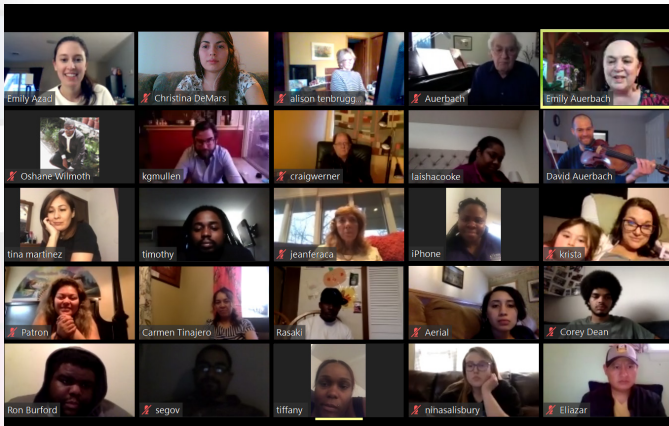 Emily Azad
Christina DeMars
alison tenbrugg...
Auerbach
Emily Auerbach
Oshane Wilmoth
kgmullen
craigwerner
laishacooke
David Auerbach
tina martinez
timothy
jeanferaca
iPhone
krista
Patron
Carmen Tinajero
Rasaki
Aerial
Corey Dean
Ron Burford
segov
tiffany
ninasalisbury
Eliazar